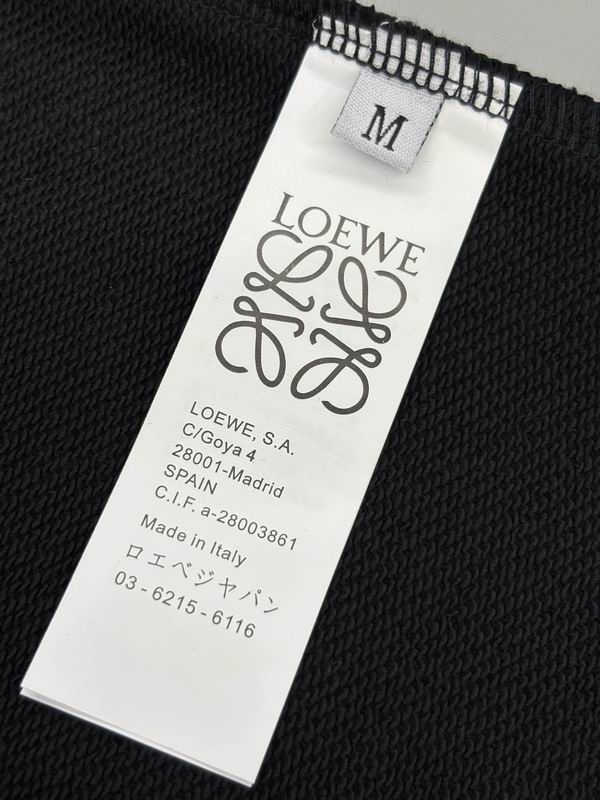 M
LOEWE
LOEWE, S.A.
C/Goya 4
28001-Madrid
SPAIN
C.I.F. a-28003861
Made in Italy
ロエベジャパン
03-6215-6116